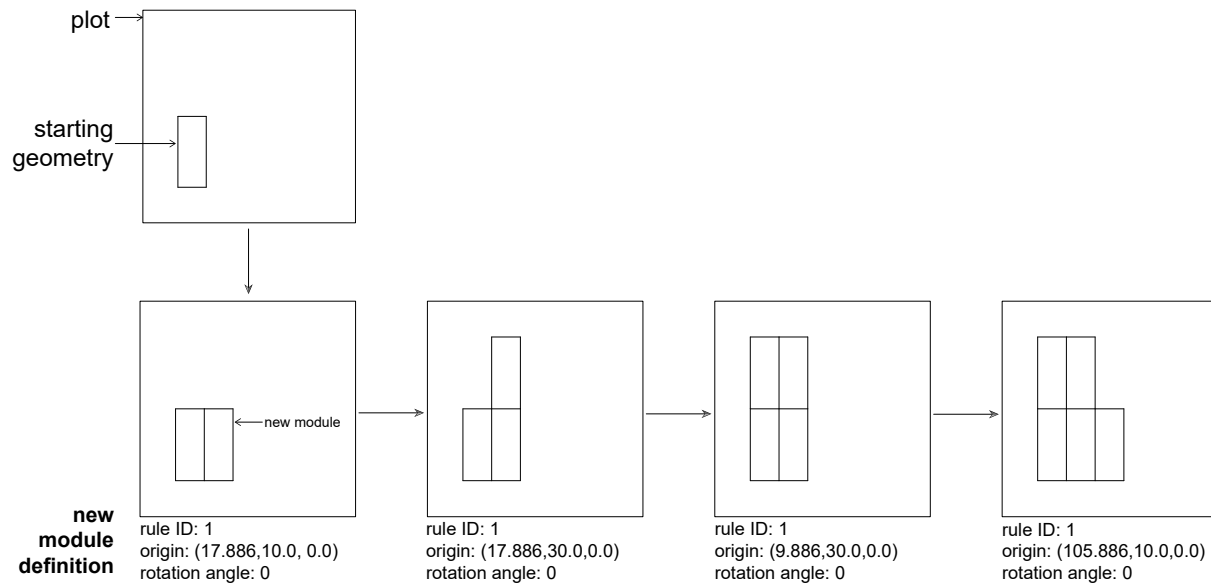 plot
starting
geometry
new module
new
module
definition
rule ID: 1
origin: (17.886,10.0, 0.0)
rotation angle: 0
rule ID: 1
origin: (17.886,30.0,0.0)
rotation angle: 0
rule ID: 1
origin: (9.886,30.0,0.0)
rotation angle: 0
rule ID: 1
origin: (105.886,10.0,0.0)
rotation angle: 0